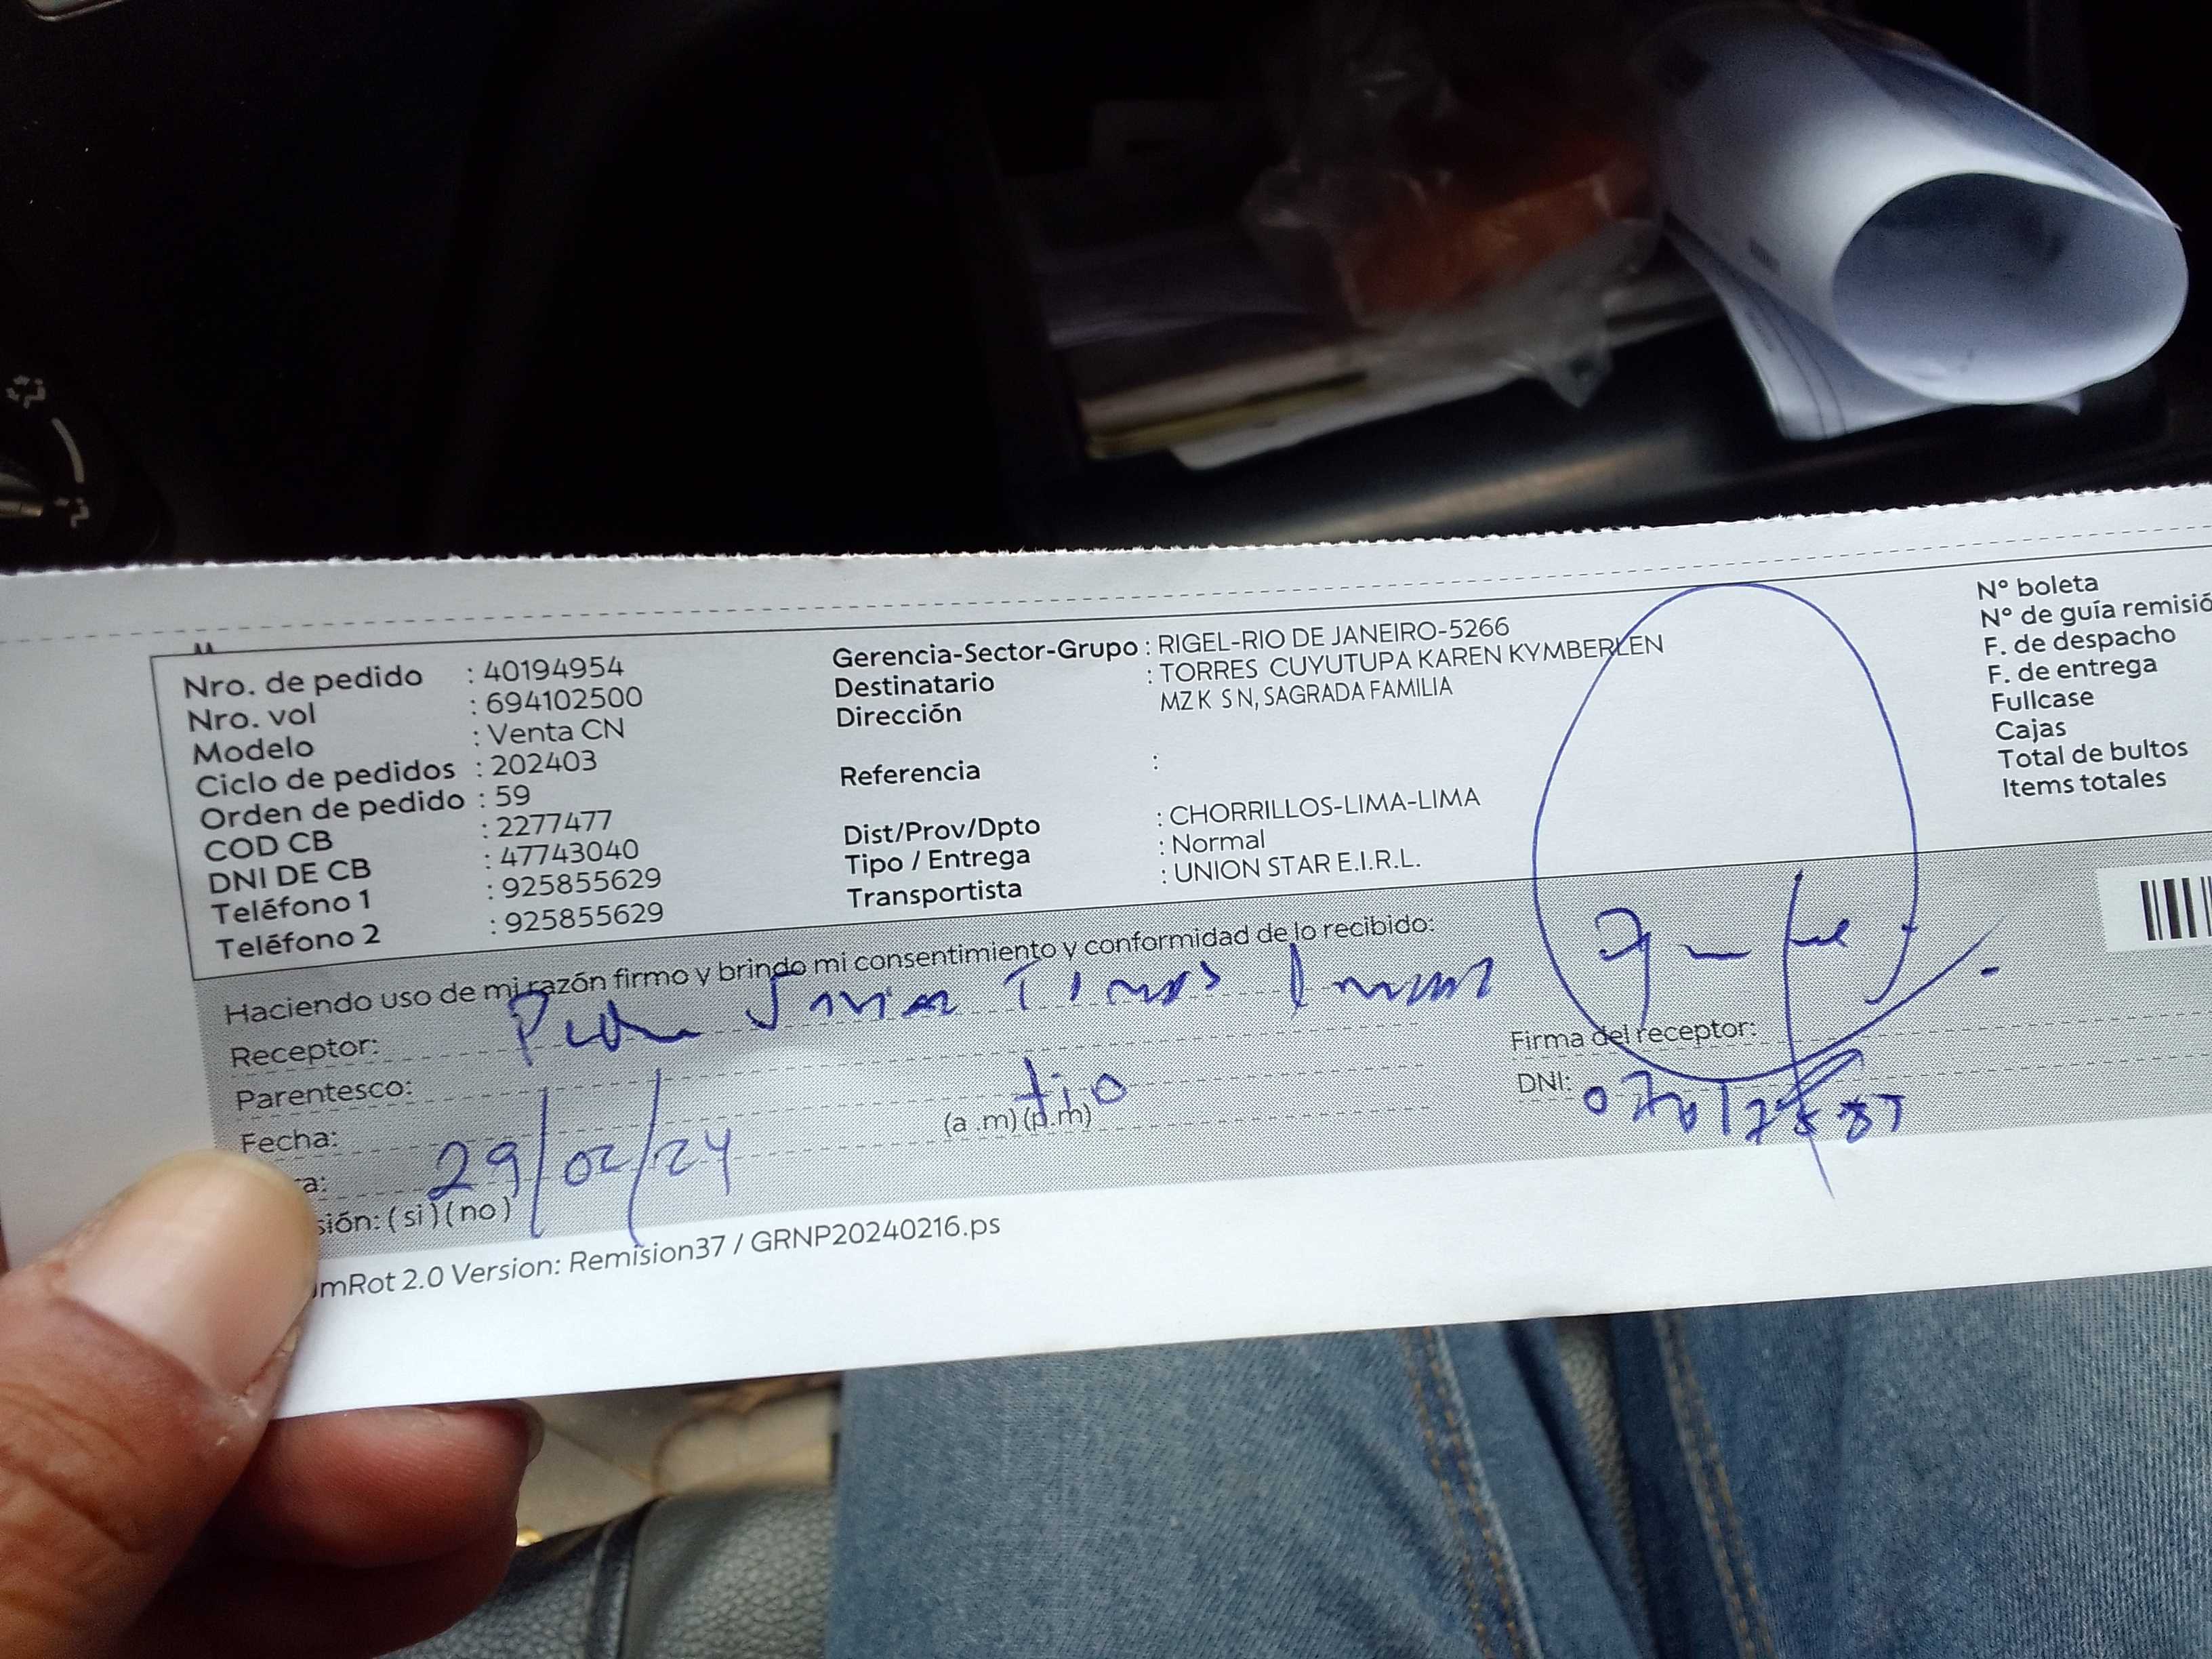 Nro. de pedido : 40194954
Nro. vol : 694102500
Modelo : Venta CN
Ciclo de pedidos : 202403
Orden de pedido : 59
COD CB : 2277477
DNI DE CB : 47743040
Teléfono 1 : 925855629
Teléfono 2 : 925855629
Gerencia-Sector-Grupo : RIGEL-RIO DE JANEIRO-5266
Destinatario : TORRES CUYUTUPA KAREN KYMBERLEN
Dirección MZ K S N, SAGRADA FAMILIA
Referencia :
Dist/Prov/Dpto : CHORRILLOS-LIMA-LIMA
Tipo / Entrega : Normal
Transportista : UNION STAR E.I.R.L.
N° boleta
N° de guía remisió
F. de despacho
F. de entrega
Fullcase
Cajas
Total de bultos
Items totales
Haciendo uso de mi razón firmo y brindo mi consentimiento y conformidad de lo recibido:
Receptor:
Parentesco: tio
Fecha: 29/02/24
(a .m) (p.m)
a:
sión: ( si ) ( no )
Firma del receptor:
DNI:
mRot 2.0 Version: Remision37 / GRNP20240216.ps